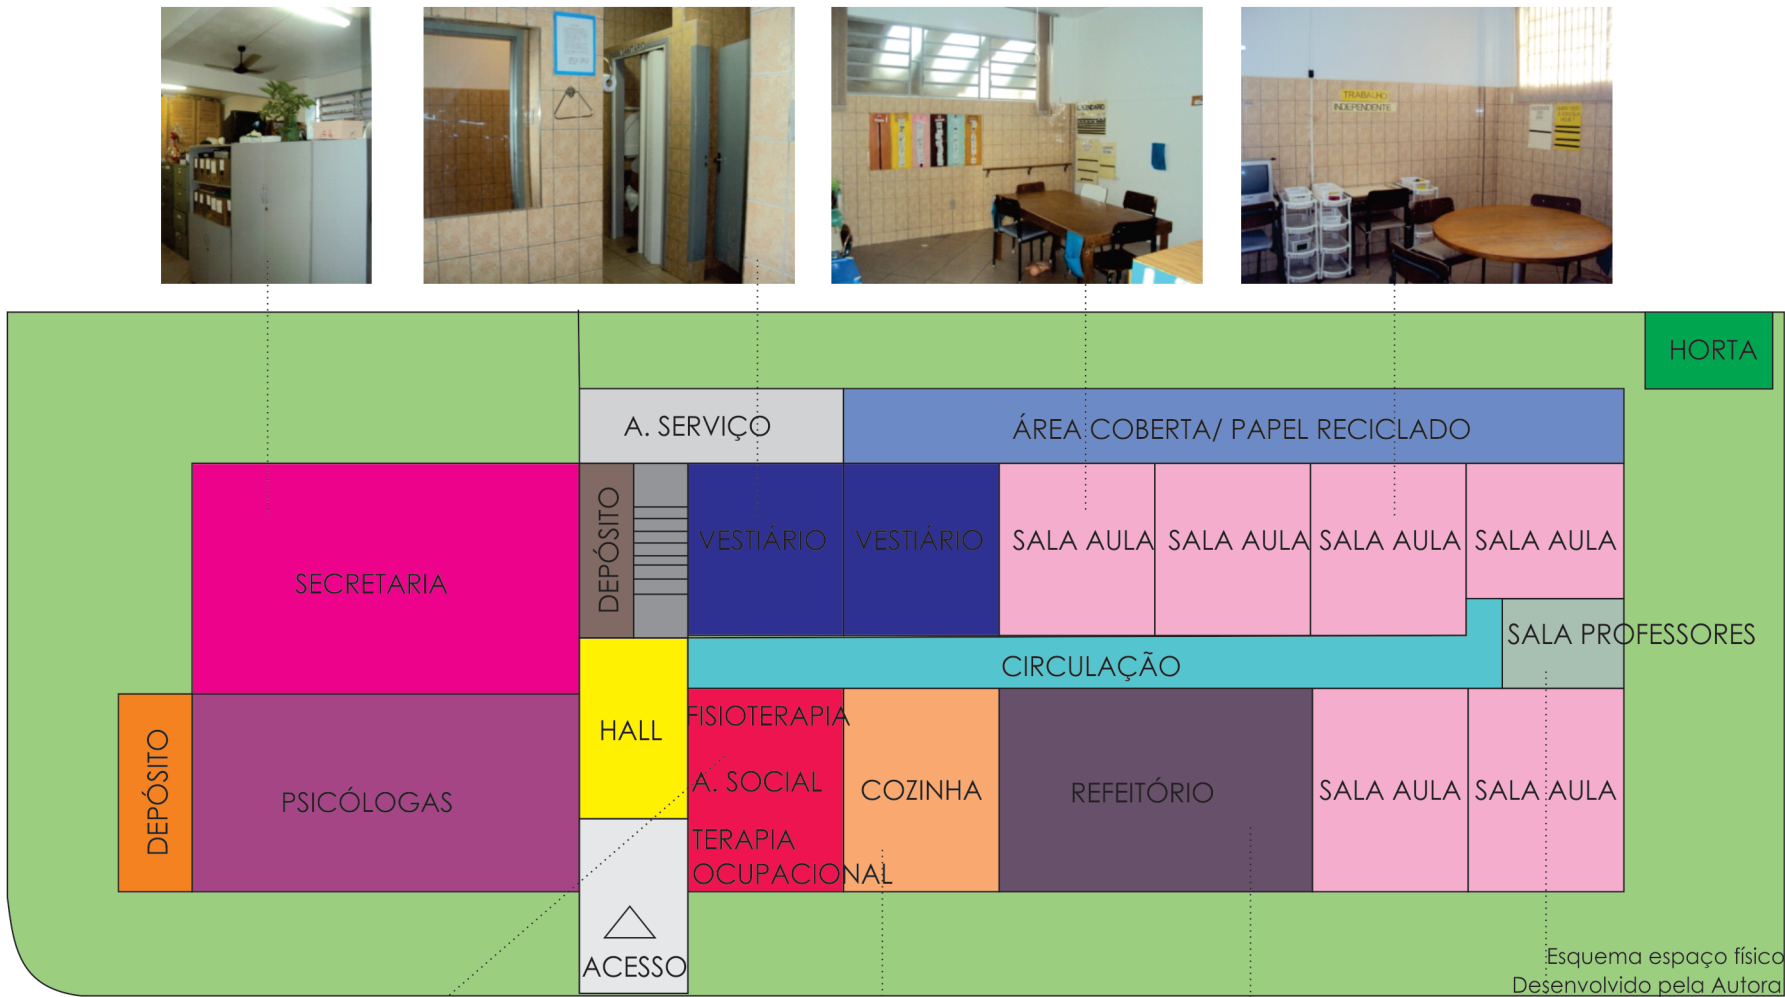 TRABALHO
INDEPENDENTE
HORTA
A. SERVIÇO
ÁREA COBERTA/ PAPEL RECICLADO
DEPÓSITO
VESTIÁRIO
VESTIÁRIO
SALA AULA
SALA AULA
SALA AULA
SALA AULA
SECRETARIA
SALA PROFESSORES
CIRCULAÇÃO
DEPÓSITO
PSICÓLOGAS
HALL
FISIOTERAPIA
A. SOCIAL
TERAPIA
OCUPACIONAL
COZINHA
REFEITÓRIO
SALA AULA
SALA AULA
ACESSO
Esquema espaço físico
Desenvolvido pela Autora